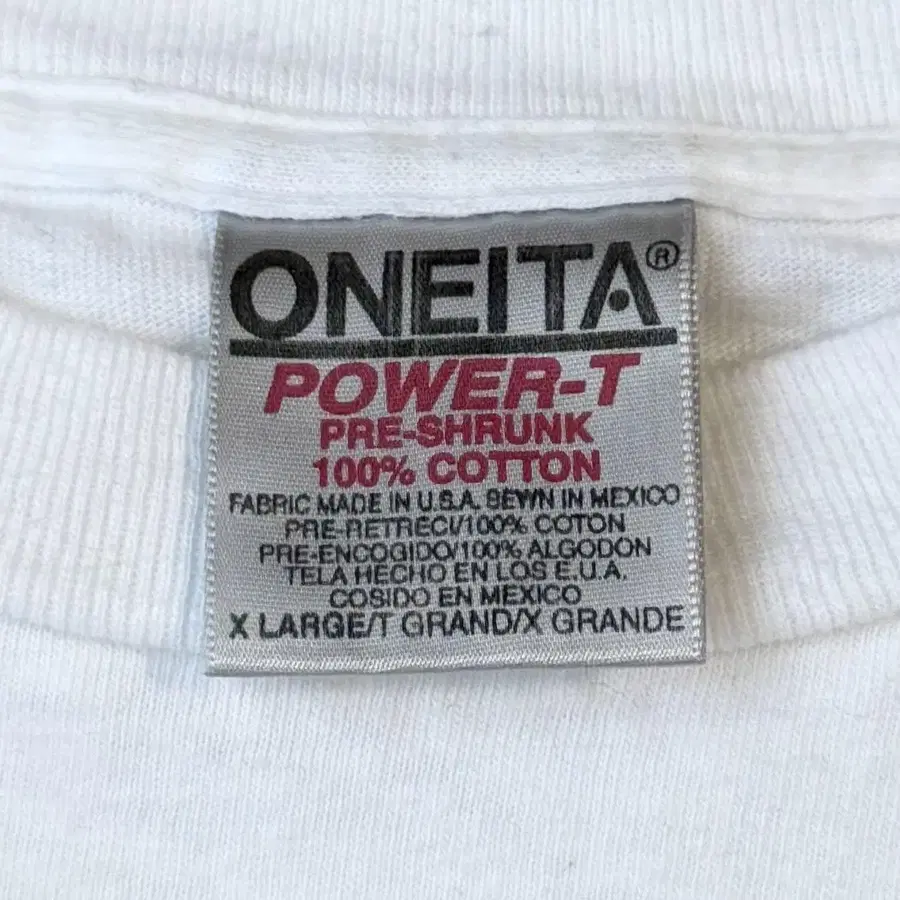 ONEITA®
POWER-T
PRE-SHRUNK
100% COTTON
FABRIC MADE IN U.S.A. SEWN IN MEXICO
PRE-RETRECI/100% COTON
PRE-ENCOGIDO/100% ALGODON
TELA HECHO EN LOS E.U.A.
COSIDO EN MEXICO
X LARGE/T GRAND/X GRANDE